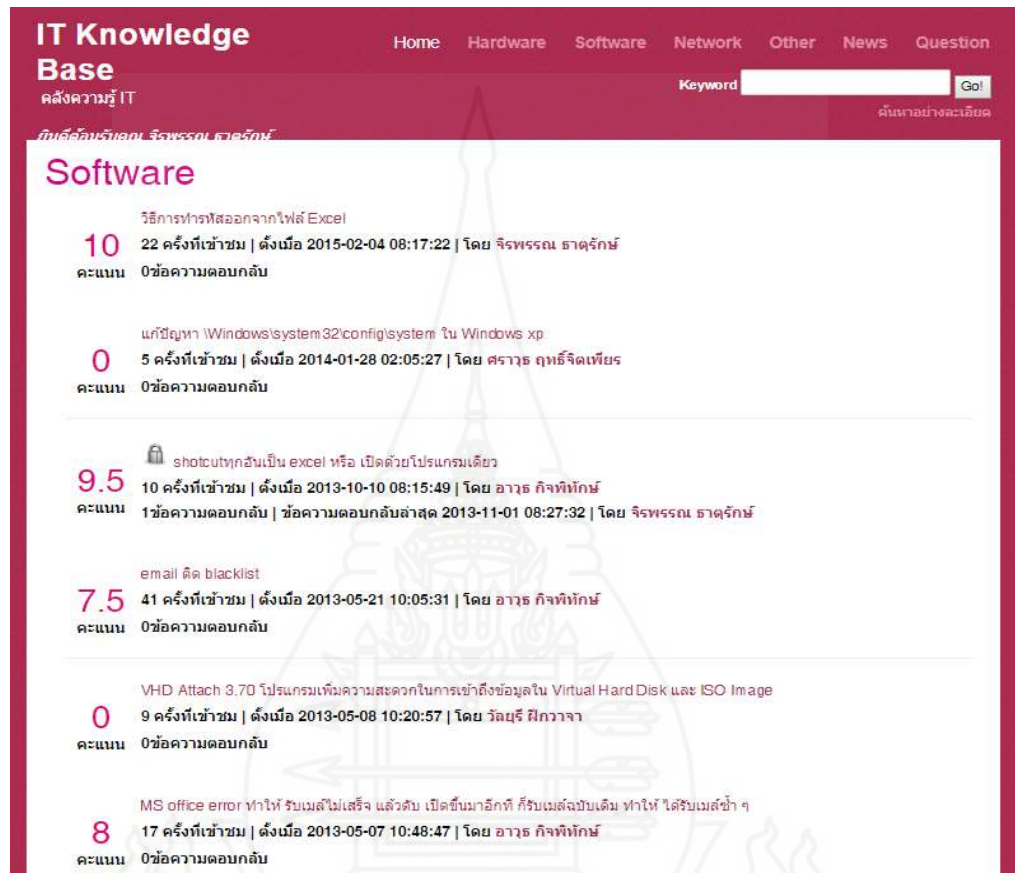 IT Knowledge
Base
คลังความรู้ IT
ยินดีต้อนรับคุณ จิรพรรณ ธาตุรักษ์
Home Hardware Software Network Other News Question
Keyword Go!
ค้นหาอย่างละเอียด
Software
วิธีการทำรหัสออกจากไฟล์ Excel
10 22 ครั้งที่เข้าชม | ตั้งเมื่อ 2015-02-04 08:17:22 | โดย จิรพรรณ ธาตุรักษ์
คะแนน 0ข้อความตอบกลับ
แก้ปัญหา \Windows\system32\config\system ใน Windows xp
0 5 ครั้งที่เข้าชม | ตั้งเมื่อ 2014-01-28 02:05:27 | โดย ศราวุธ ฤทธิ์จิตเพียร
คะแนน 0ข้อความตอบกลับ
shotcutทุกอันเป็น excel หรือ เปิดด้วยโปรแกรมเดียว
9.5 10 ครั้งที่เข้าชม | ตั้งเมื่อ 2013-10-10 08:15:49 | โดย อาวุธ กิจพิทักษ์
คะแนน 1ข้อความตอบกลับ | ข้อความตอบกลับล่าสุด 2013-11-01 08:27:32 | โดย จิรพรรณ ธาตุรักษ์
email ติด blacklist
7.5 41 ครั้งที่เข้าชม | ตั้งเมื่อ 2013-05-21 10:05:31 | โดย อาวุธ กิจพิทักษ์
คะแนน 0ข้อความตอบกลับ
VHD Attach 3.70 โปรแกรมเพิ่มความสะดวกในการเข้าถึงข้อมูลใน Virtual Hard Disk และ ISO Image
0 9 ครั้งที่เข้าชม | ตั้งเมื่อ 2013-05-08 10:20:57 | โดย วัลยุรี ฝึกวาจา
คะแนน 0ข้อความตอบกลับ
MS office error ทำให้ รับเมล์ไม่เสร็จ แล้วดับ เปิดขึ้นมาอีกที ก็รับเมล์ฉบับเดิม ทำให้ ได้รับเมล์ซ้ำ ๆ
8 17 ครั้งที่เข้าชม | ตั้งเมื่อ 2013-05-07 10:48:47 | โดย อาวุธ กิจพิทักษ์
คะแนน 0ข้อความตอบกลับ